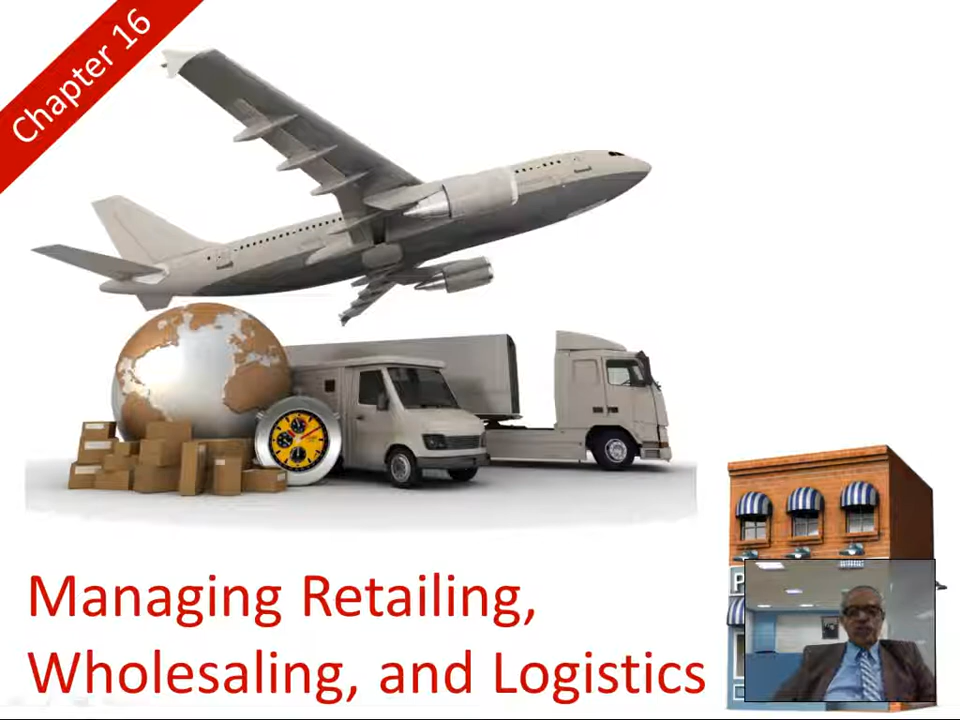 Chapter 16
Managing Retailing,
Wholesaling, and Logistics